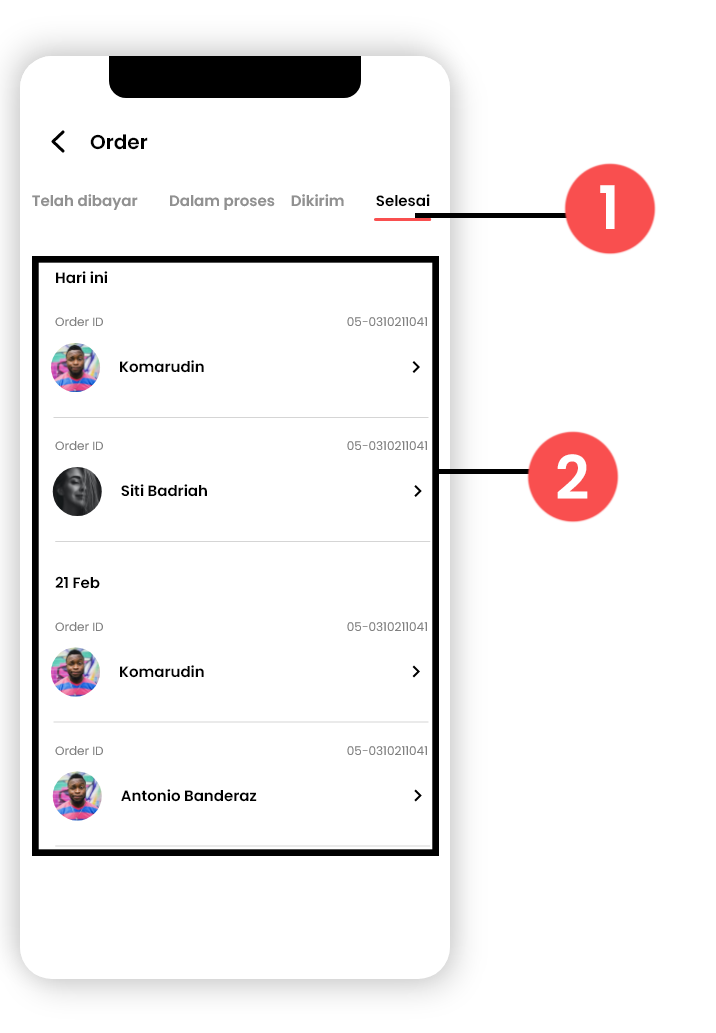 Order
Telah dibayar Dalam proses Dikirim Selesai
1
Hari ini
Order ID 05-0310211041
Komarudin
Order ID 05-0310211041
Siti Badriah
2
21 Feb
Order ID 05-0310211041
Komarudin
Order ID 05-0310211041
Antonio Banderaz